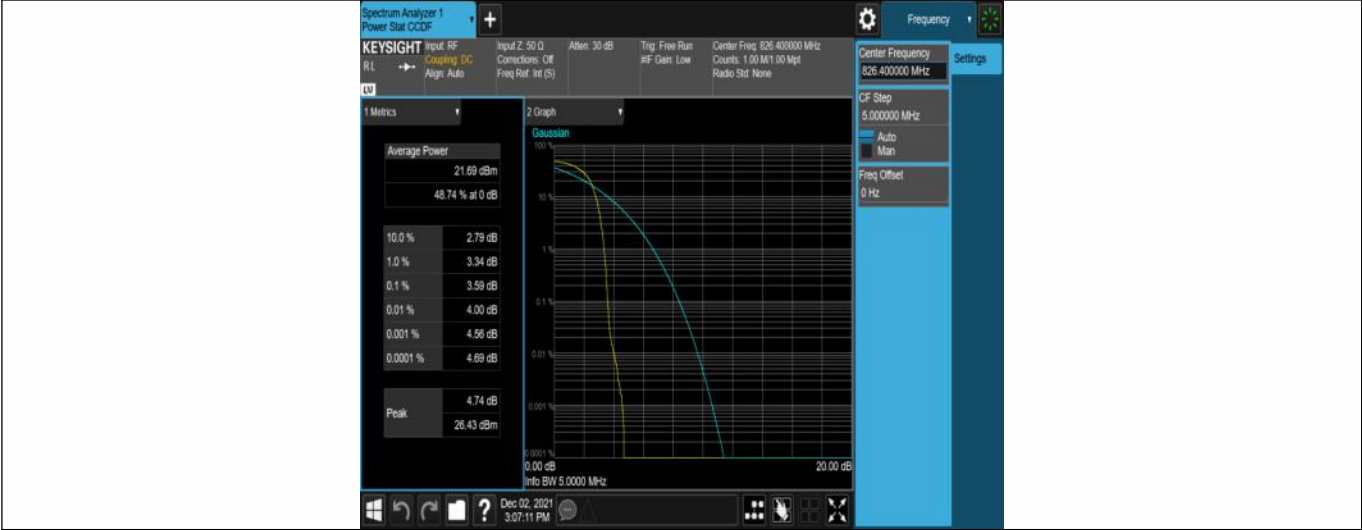 Spectrum Analyzer 1
Power Stat CCDF
+
Frequency
KEYSIGHT
RL
LXI
Input: RF
Coupling: DC
Align: Auto
Input Z: 50 Ω
Corrections: Off
Freq Ref: Int (S)
Atten: 30 dB
Trig: Free Run
#IF Gain: Low
Center Freq: 826.400000 MHz
Counts: 1.00 M/1.00 Mpt
Radio Std: None
Center Frequency
826.400000 MHz
Settings
CF Step
5.000000 MHz
Auto
Man
Freq Offset
0 Hz
1 Metrics
Average Power
21.69 dBm
48.74 % at 0 dB
10.0 % 2.79 dB
1.0 % 3.34 dB
0.1 % 3.59 dB
0.01 % 4.00 dB
0.001 % 4.56 dB
0.0001 % 4.69 dB
Peak
4.74 dB
26.43 dBm
2 Graph
Gaussian
100 %
10 %
1 %
0.1 %
0.01 %
0.001 %
0.0001 %
0.00 dB 20.00 dB
Info BW 5.0000 MHz
?
Dec 02, 2021
3:07:11 PM